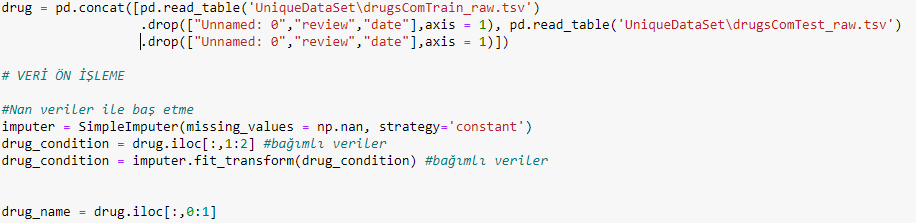 drug = pd.concat([pd.read_table('UniqueDataSet\drugsComTrain_raw.tsv')
.drop(["Unnamed: 0","review","date"],axis = 1), pd.read_table('UniqueDataSet\drugsComTest_raw.tsv')
.drop(["Unnamed: 0","review","date"],axis = 1)])
# VERİ ÖN İŞLEME
#Nan veriler ile baş etme
imputer = SimpleImputer(missing_values = np.nan, strategy='constant')
drug_condition = drug.iloc[:,1:2] #bağımlı veriler
drug_condition = imputer.fit_transform(drug_condition) #bağımlı veriler
drug_name = drug.iloc[:,0:1]